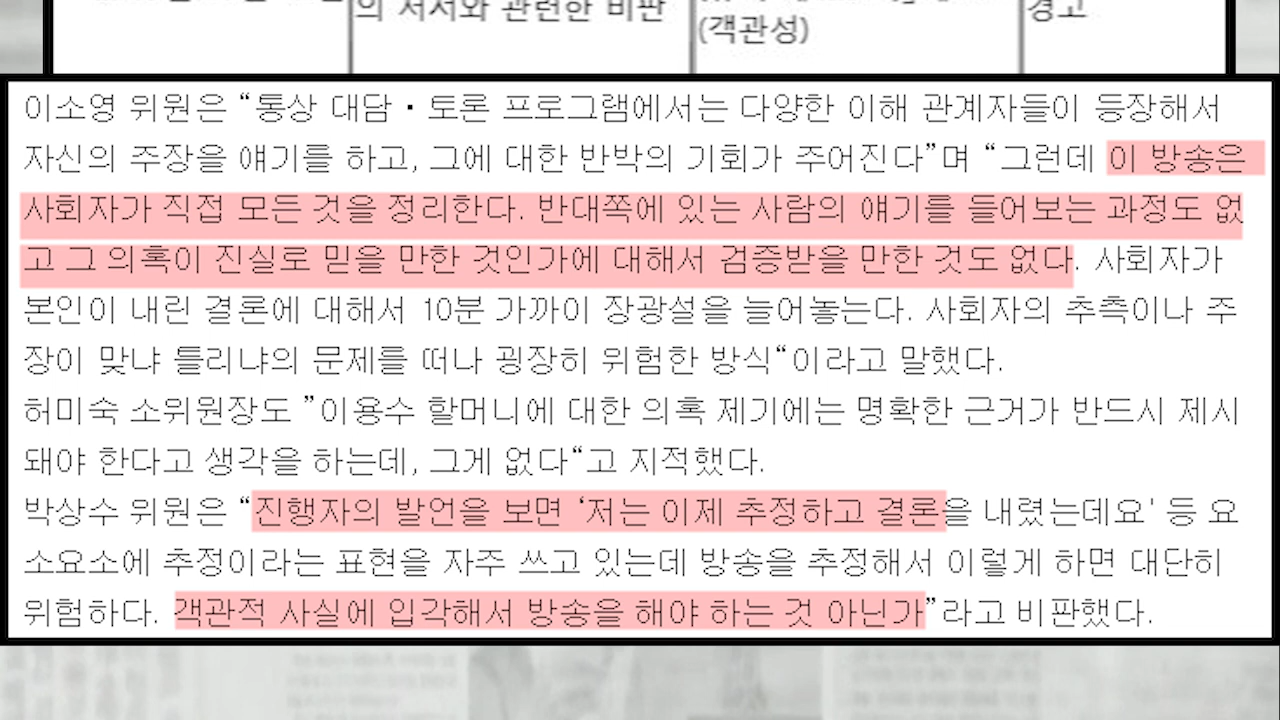 관련한 비판
(객관성)
경고
이소영 위원은 “통상 대담·토론 프로그램에서는 다양한 이해 관계자들이 등장해서
자신의 주장을 얘기를 하고, 그에 대한 반박의 기회가 주어진다”며 “그런데 이 방송은
사회자가 직접 모든 것을 정리한다. 반대쪽에 있는 사람의 얘기를 들어보는 과정도 없
고 그 의혹이 진실로 믿을 만한 것인가에 대해서 검증받을 만한 것도 없다. 사회자가
본인이 내린 결론에 대해서 10분 가까이 장광설을 늘어놓는다. 사회자의 추측이나 주
장이 맞냐 틀리냐의 문제를 떠나 굉장히 위험한 방식“이라고 말했다.
허미숙 소위원장도 ”이용수 할머니에 대한 의혹 제기에는 명확한 근거가 반드시 제시
돼야 한다고 생각을 하는데, 그게 없다“고 지적했다.
박상수 위원은 “진행자의 발언을 보면 ‘저는 이제 추정하고 결론을 내렸는데요' 등 요
소요소에 추정이라는 표현을 자주 쓰고 있는데 방송을 추정해서 이렇게 하면 대단히
위험하다. 객관적 사실에 입각해서 방송을 해야 하는 것 아닌가”라고 비판했다.